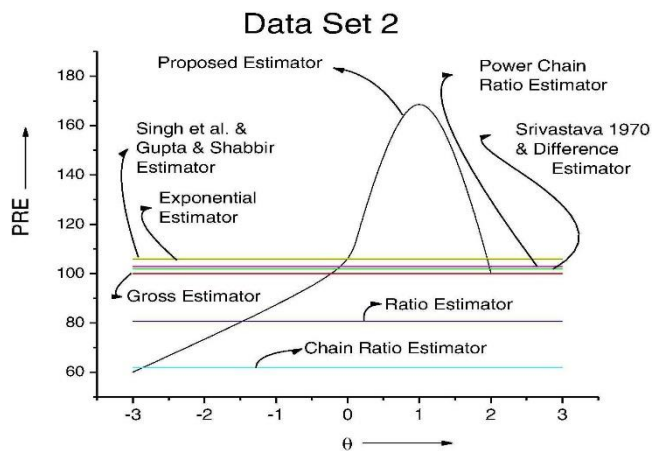 Data Set 2
Proposed Estimator
Power Chain
Ratio Estimator
Singh et al. &
Gupta & Shabbir
Estimator
Srivastava 1970
& Difference
Estimator
Exponential
Estimator
Gross Estimator
Ratio Estimator
Chain Ratio Estimator
PRE
180
160
140
120
100
80
60
-3 -2 -1 0 1 2 3
θ